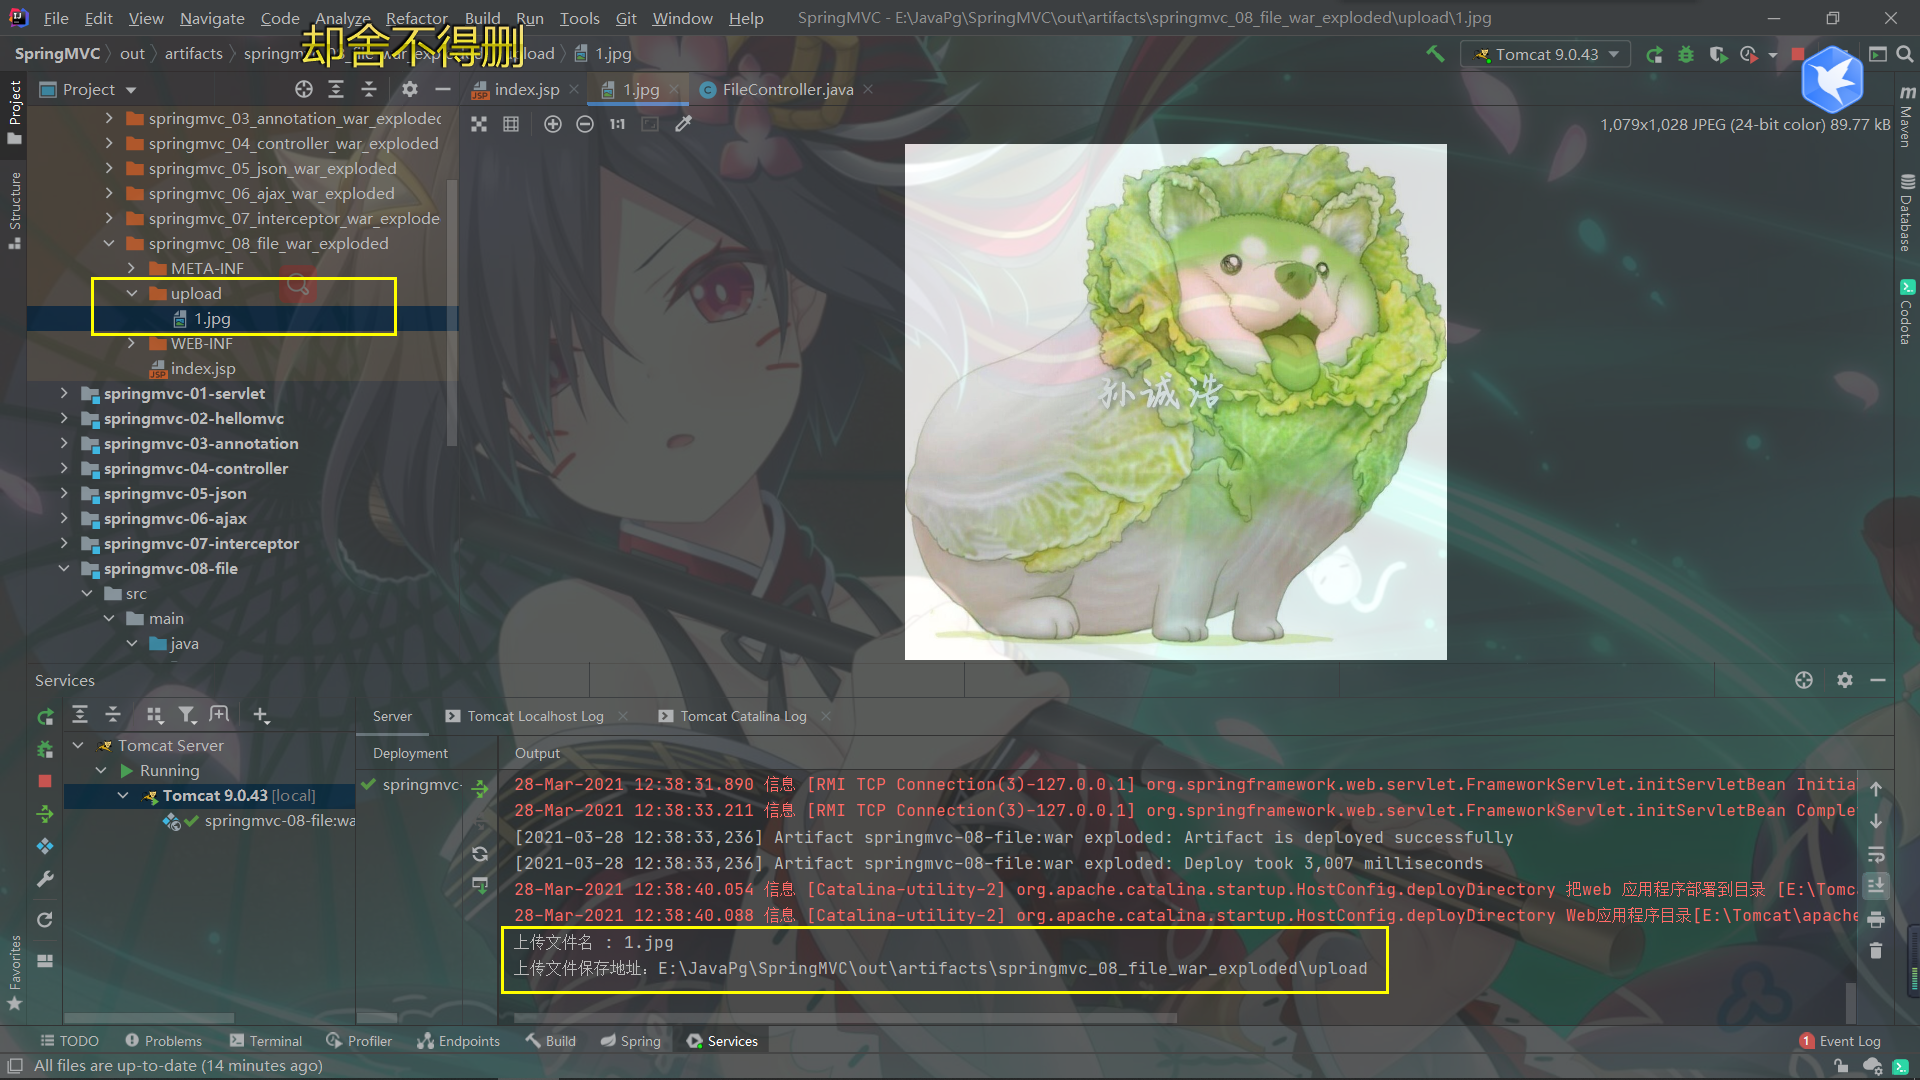 File Edit View Navigate Code Analyze Refactor Build Run Tools Git Window Help SpringMVC - E:\JavaPg\SpringMVC\out\artifacts\springmvc_08_file_war_exploded\upload\1.jpg
却舍不得删
SpringMVC out artifacts 1.jpg
Tomcat 9.0.43
Project
index.jsp
1.jpg
FileController.java
1,079x1,028 JPEG (24-bit color) 89.77 kB
1:1
springmvc_03_annotation_war_exploded
springmvc_04_controller_war_exploded
springmvc_05_json_war_exploded
springmvc_06_ajax_war_exploded
springmvc_07_interceptor_war_explode
springmvc_08_file_war_exploded
META-INF
upload
1.jpg
WEB-INF
index.jsp
springmvc-01-servlet
springmvc-02-hellomvc
springmvc-03-annotation
springmvc-04-controller
springmvc-05-json
springmvc-06-ajax
springmvc-07-interceptor
springmvc-08-file
src
main
java
Project
Structure
Favorites
孙诚浩
Maven
Database
Codota
Services
Server
Tomcat Localhost Log
Tomcat Catalina Log
Tomcat Server
Running
Tomcat 9.0.43 [local]
springmvc-08-file:wa
Deployment
springmvc-
Output
28-Mar-2021 12:38:31.890 信息 [RMI TCP Connection(3)-127.0.0.1] org.springframework.web.servlet.FrameworkServlet.initServletBean Initia
28-Mar-2021 12:38:33.211 信息 [RMI TCP Connection(3)-127.0.0.1] org.springframework.web.servlet.FrameworkServlet.initServletBean Comple
[2021-03-28 12:38:33,236] Artifact springmvc-08-file:war exploded: Artifact is deployed successfully
[2021-03-28 12:38:33,236] Artifact springmvc-08-file:war exploded: Deploy took 3,007 milliseconds
28-Mar-2021 12:38:40.054 信息 [Catalina-utility-2] org.apache.catalina.startup.HostConfig.deployDirectory 把web 应用程序部署到目录 [E:\Tomc
28-Mar-2021 12:38:40.088 信息 [Catalina-utility-2] org.apache.catalina.startup.HostConfig.deployDirectory Web应用程序目录[E:\Tomcat\apache
上传文件名 : 1.jpg
上传文件保存地址：E:\JavaPg\SpringMVC\out\artifacts\springmvc_08_file_war_exploded\upload
TODO Problems Terminal Profiler Endpoints Build Spring Services 1 Event Log
All files are up-to-date (14 minutes ago)